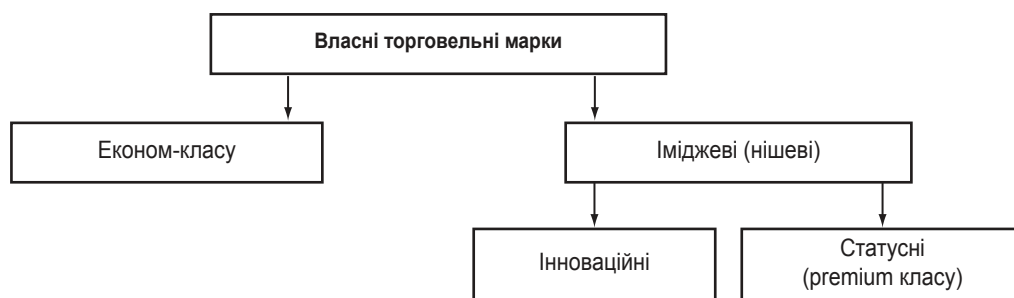 Власні торговельні марки
Економ-класу
Іміджеві (нішеві)
Інноваційні
Статусні
(premium класу)